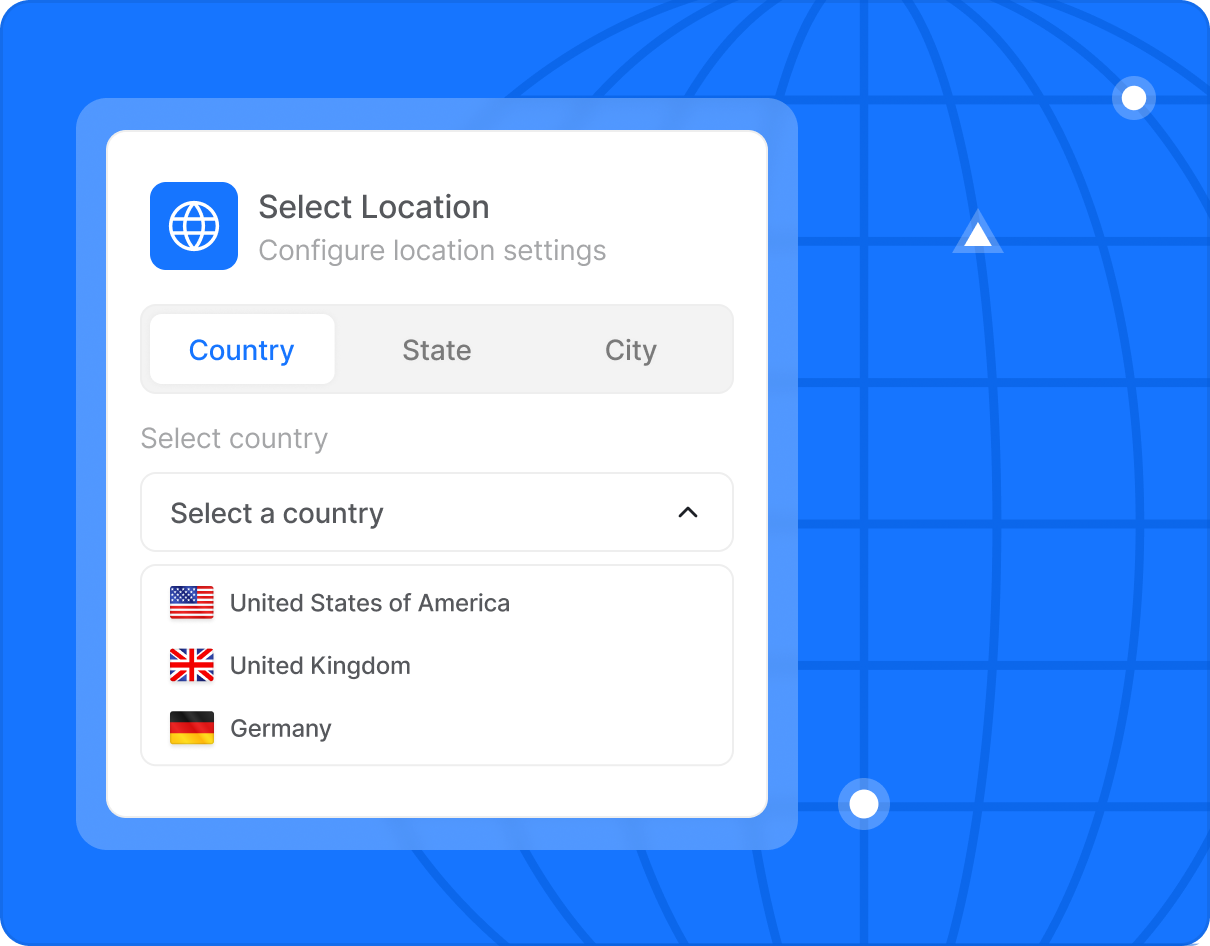 Select Location
Configure location settings
Country State City
Select country
Select a country
United States of America
United Kingdom
Germany